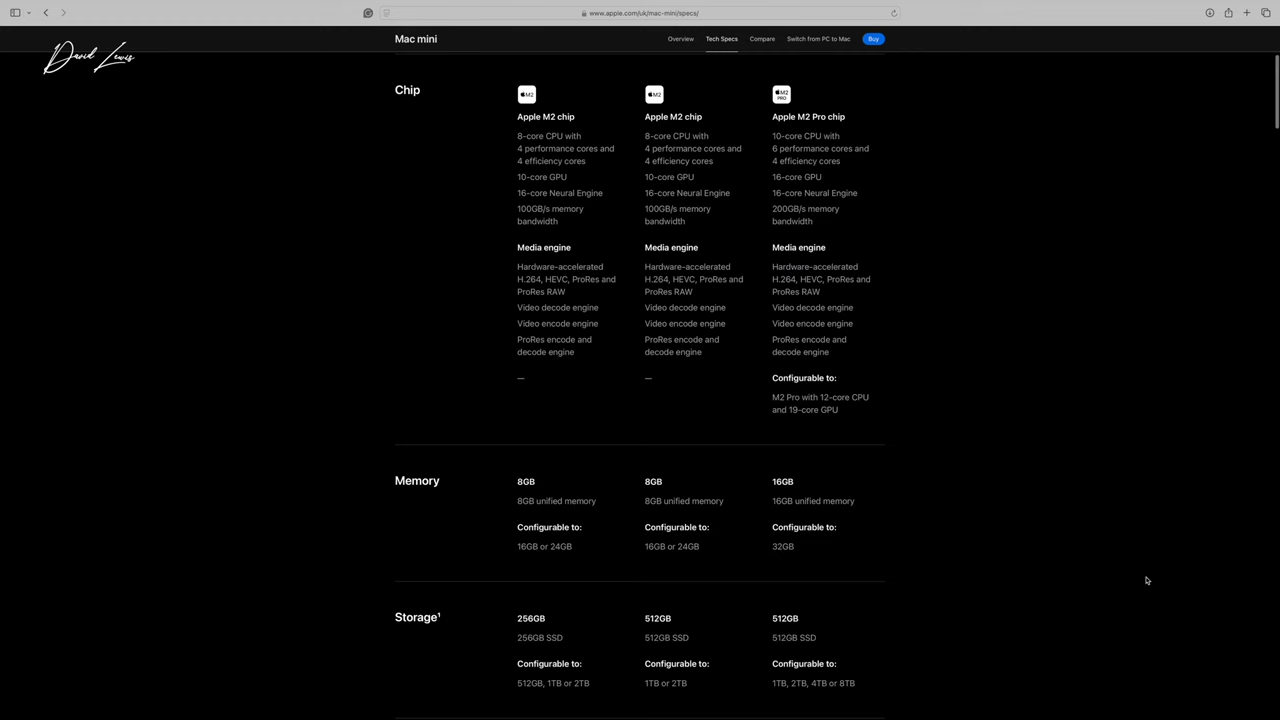 www.apple.com/uk/mac-mini/specs/
David Lewis
Mac mini
Overview
Tech Specs
Compare
Switch from PC to Mac
Buy
Chip
M2
Apple M2 chip
8-core CPU with
4 performance cores and
4 efficiency cores
10-core GPU
16-core Neural Engine
100GB/s memory
bandwidth
Media engine
Hardware-accelerated
H.264, HEVC, ProRes and
ProRes RAW
Video decode engine
Video encode engine
ProRes encode and
decode engine
—
M2
Apple M2 chip
8-core CPU with
4 performance cores and
4 efficiency cores
10-core GPU
16-core Neural Engine
100GB/s memory
bandwidth
Media engine
Hardware-accelerated
H.264, HEVC, ProRes and
ProRes RAW
Video decode engine
Video encode engine
ProRes encode and
decode engine
—
M2
PRO
Apple M2 Pro chip
10-core CPU with
6 performance cores and
4 efficiency cores
16-core GPU
16-core Neural Engine
200GB/s memory
bandwidth
Media engine
Hardware-accelerated
H.264, HEVC, ProRes and
ProRes RAW
Video decode engine
Video encode engine
ProRes encode and
decode engine
Configurable to:
M2 Pro with 12-core CPU
and 19-core GPU
Memory
8GB
8GB unified memory
Configurable to:
16GB or 24GB
8GB
8GB unified memory
Configurable to:
16GB or 24GB
16GB
16GB unified memory
Configurable to:
32GB
Storage¹
256GB
256GB SSD
Configurable to:
512GB, 1TB or 2TB
512GB
512GB SSD
Configurable to:
1TB or 2TB
512GB
512GB SSD
Configurable to:
1TB, 2TB, 4TB or 8TB